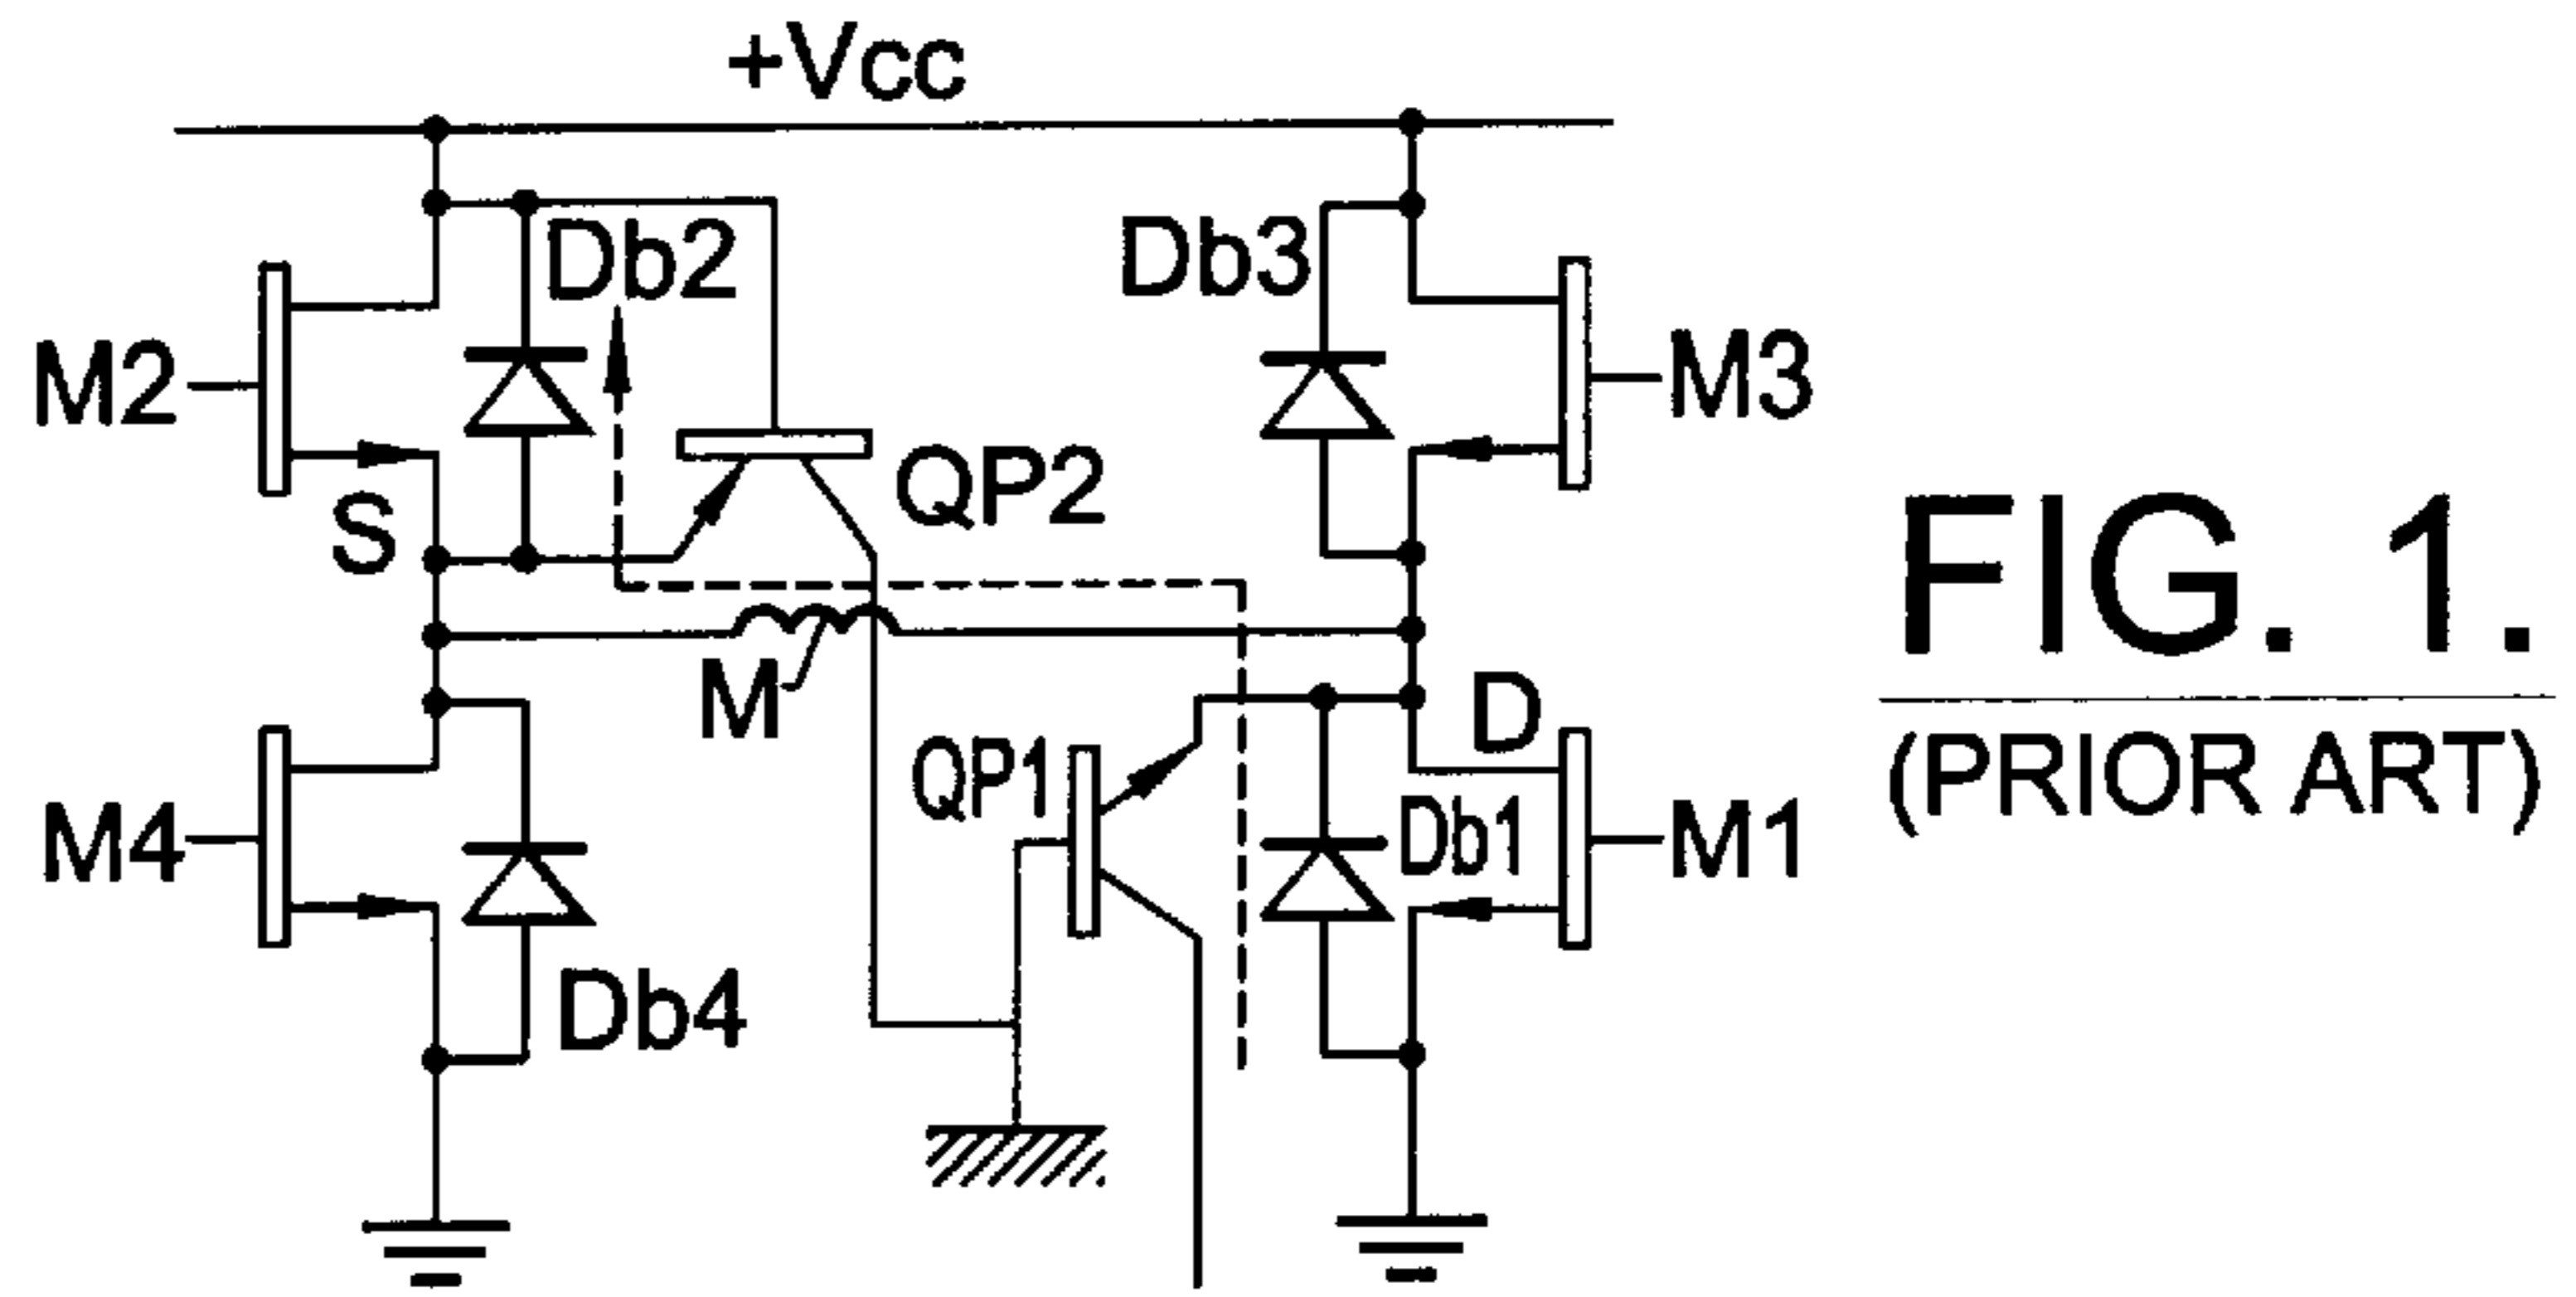 +Vcc
Db2
Db3
M2
M3
S
QP2
M
D
QP1
Db1
M4
M1
Db4
FIG. 1.
(PRIOR ART)